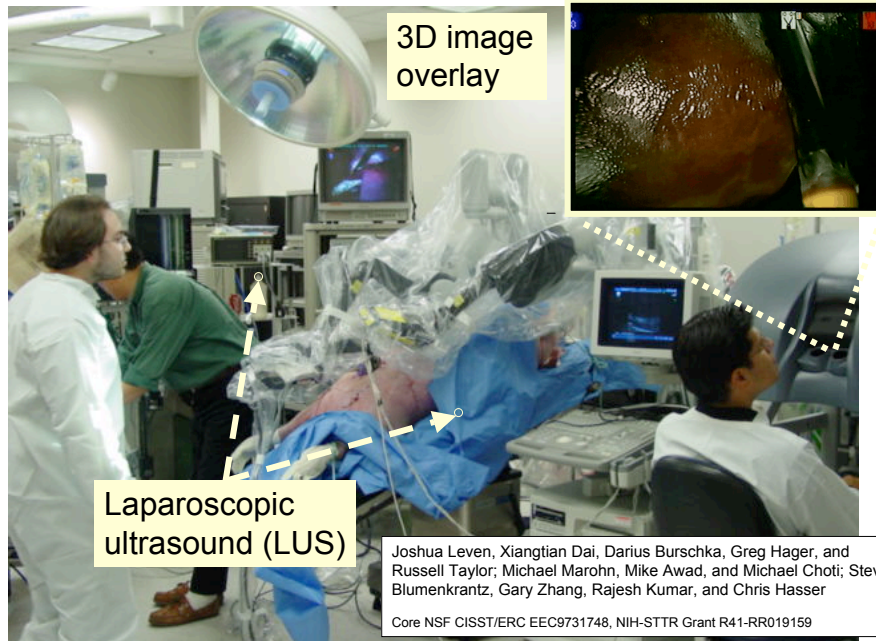 3D image
overlay
Laparoscopic
ultrasound (LUS)
Joshua Leven, Xiangtian Dai, Darius Burschka, Greg Hager, and
Russell Taylor; Michael Marohn, Mike Awad, and Michael Choti;
Blumenkrantz, Gary Zhang, Rajesh Kumar, and Chris Hasser
Core NSF CISST/ERC EEC9731748, NIH-STTR Grant R41-RR019159